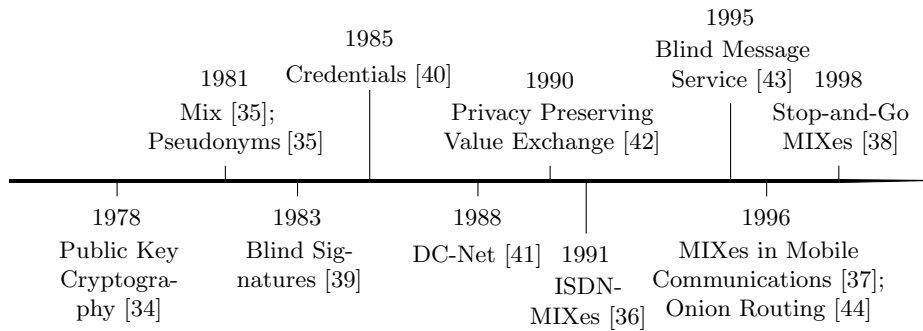 1995
Blind Message
Service [43]
1985
Credentials [40]
1981
Mix [35];
Pseudonyms [35]
1990
Privacy Preserving
Value Exchange [42]
1998
Stop-and-Go
MIXes [38]
1978
Public Key
Cryptogra-
phy [34]
1983
Blind Sig-
natures [39]
1988
DC-Net [41]
1991
ISDN-
MIXes [36]
1996
MIXes in Mobile
Communications [37];
Onion Routing [44]